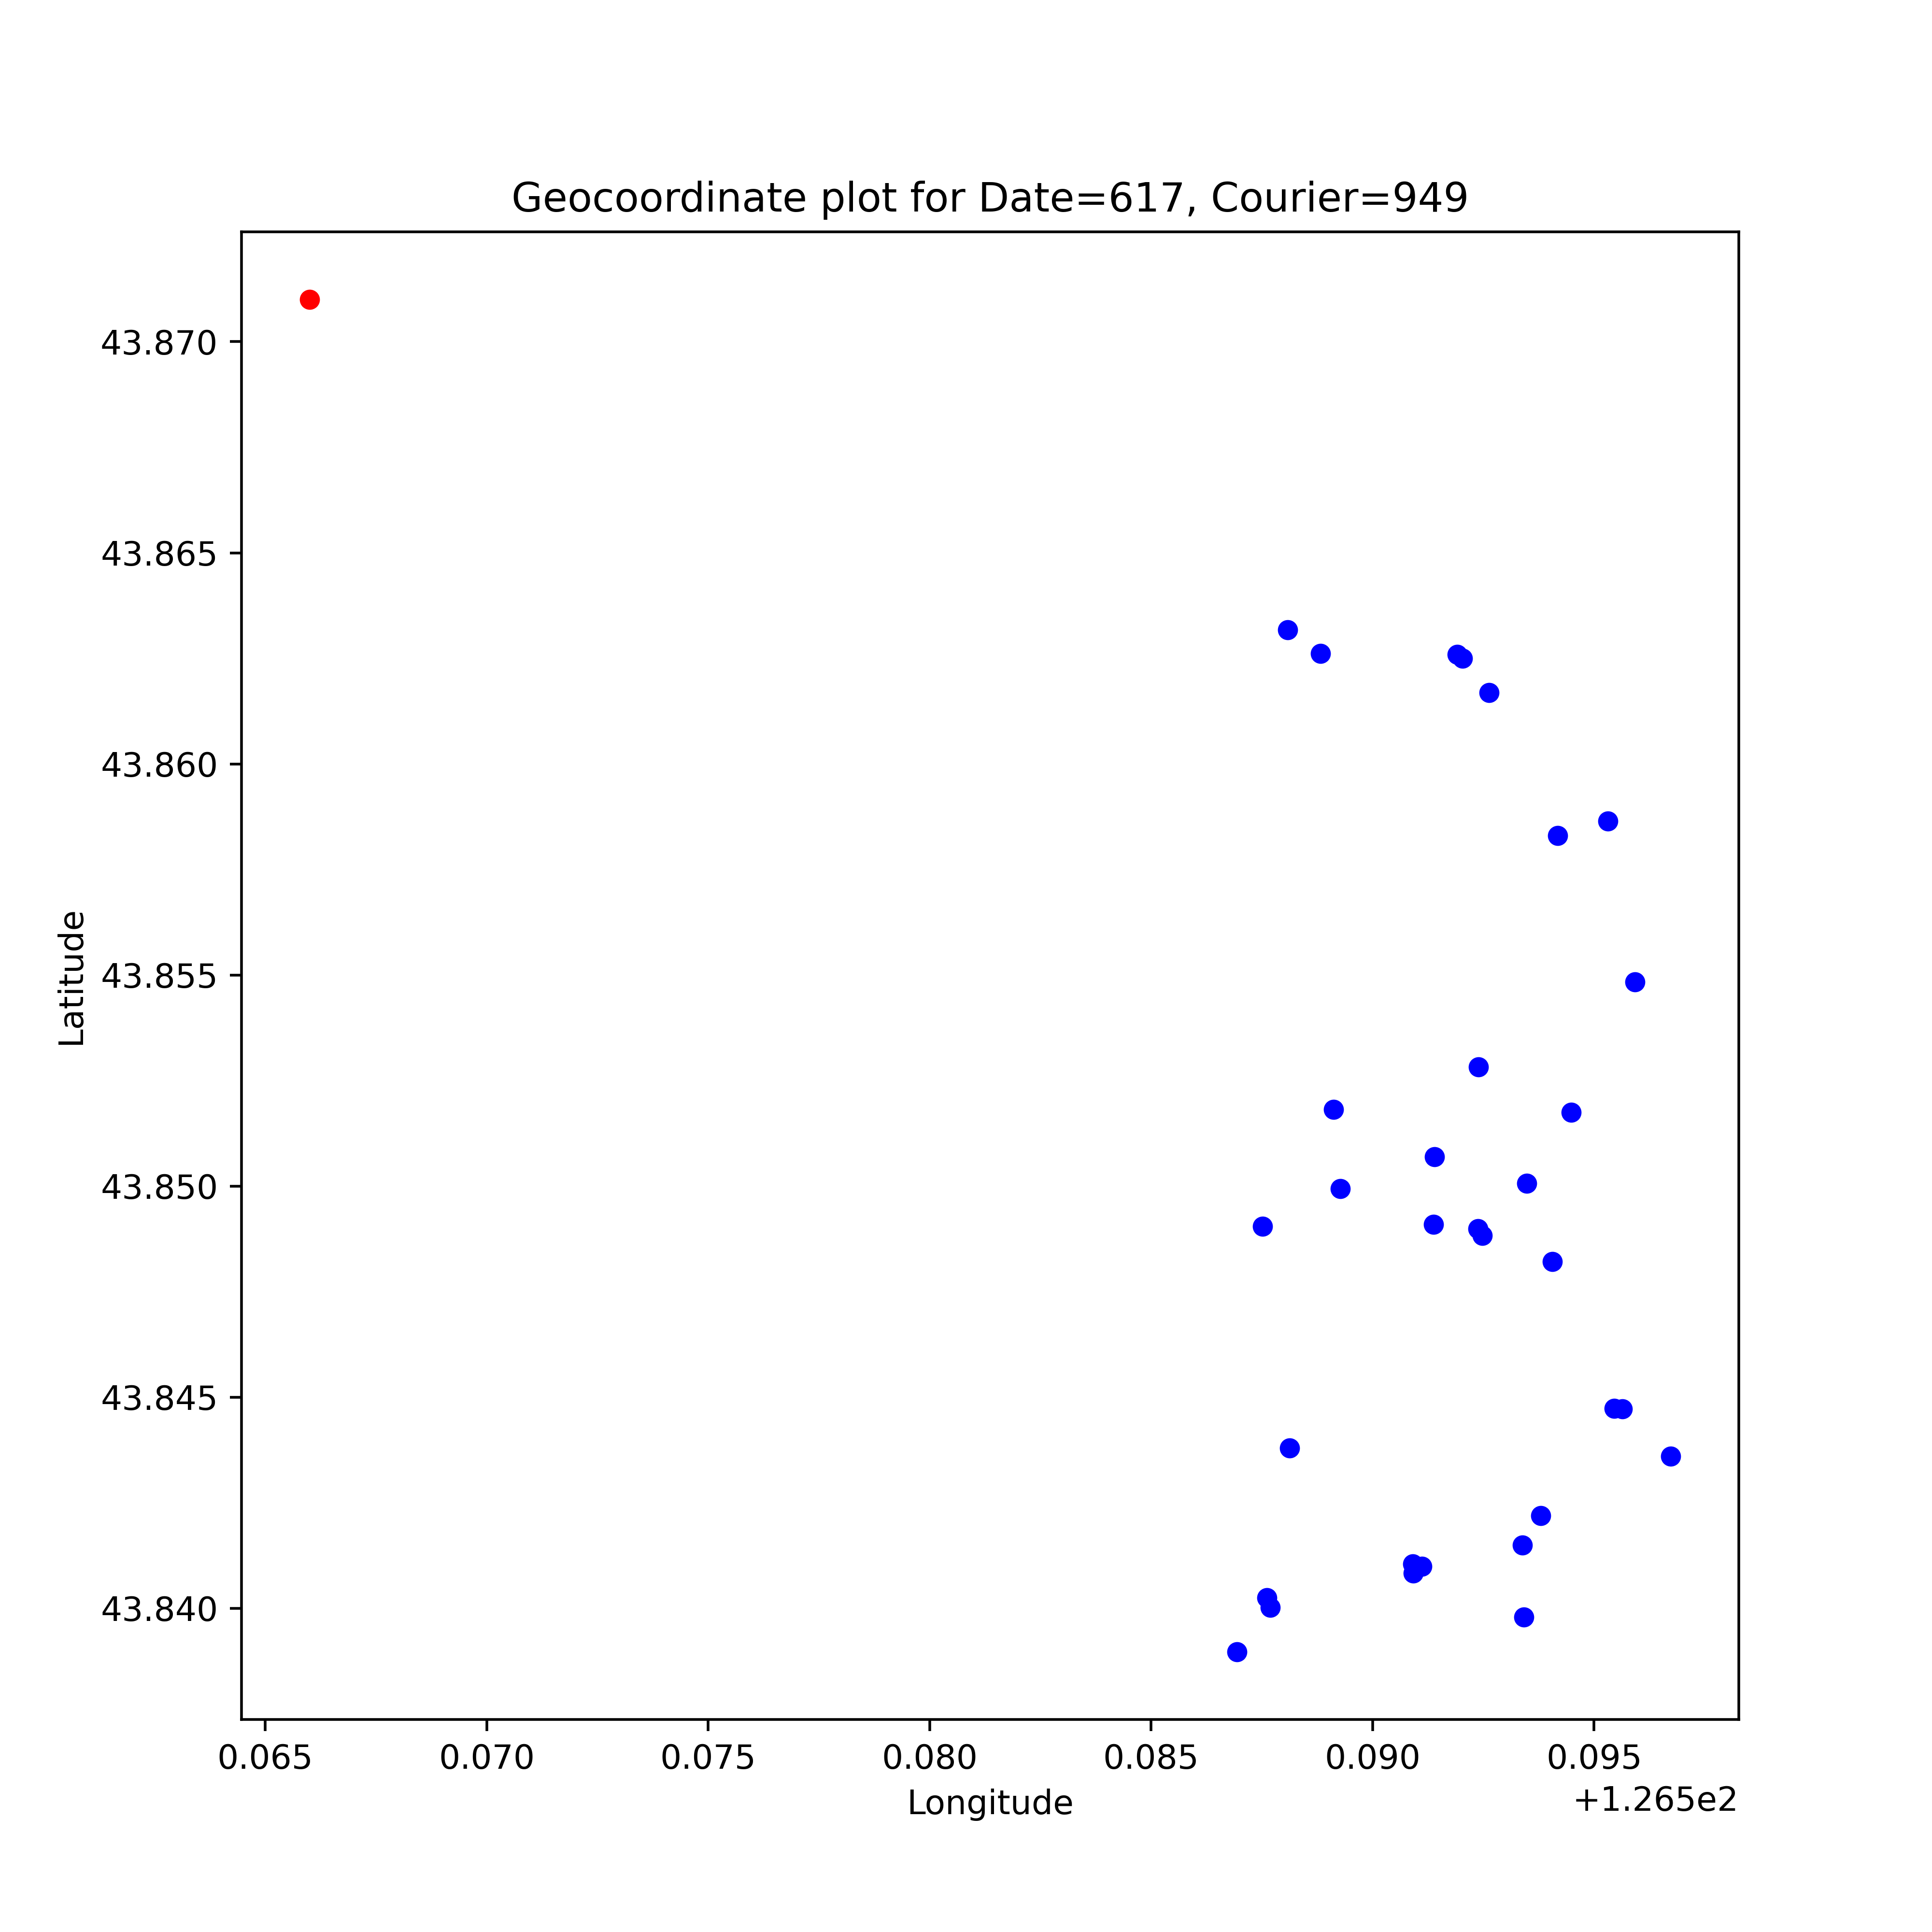 Geocoordinate plot for Date=617, Courier=949
43.870
43.865
43.860
43.855
43.850
43.845
43.840
Latitude
0.065 0.070 0.075 0.080 0.085 0.090 0.095
+1.265e2
Longitude